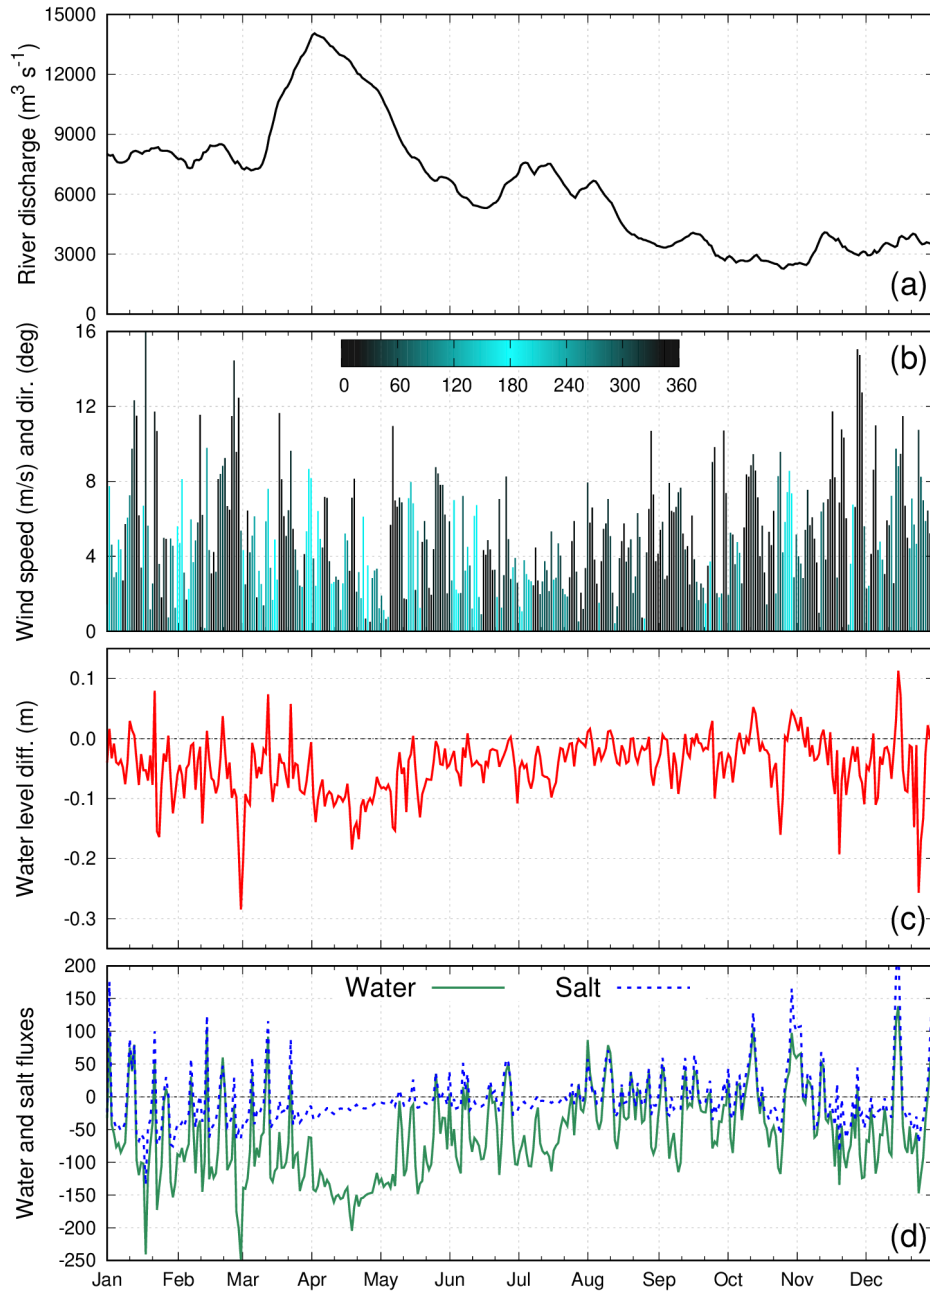 15000
12000
9000
6000
3000
0
River discharge (m³ s⁻¹)
(a)
16
12
8
4
0
Wind speed (m/s) and dir. (deg)
0 60 120 180 240 300 360
(b)
0.1
0.0
-0.1
-0.2
-0.3
Water level diff. (m)
(c)
200
150
100
50
0
-50
-100
-150
-200
-250
Water and salt fluxes
Water Salt
(d)
Jan Feb Mar Apr May Jun Jul Aug Sep Oct Nov Dec